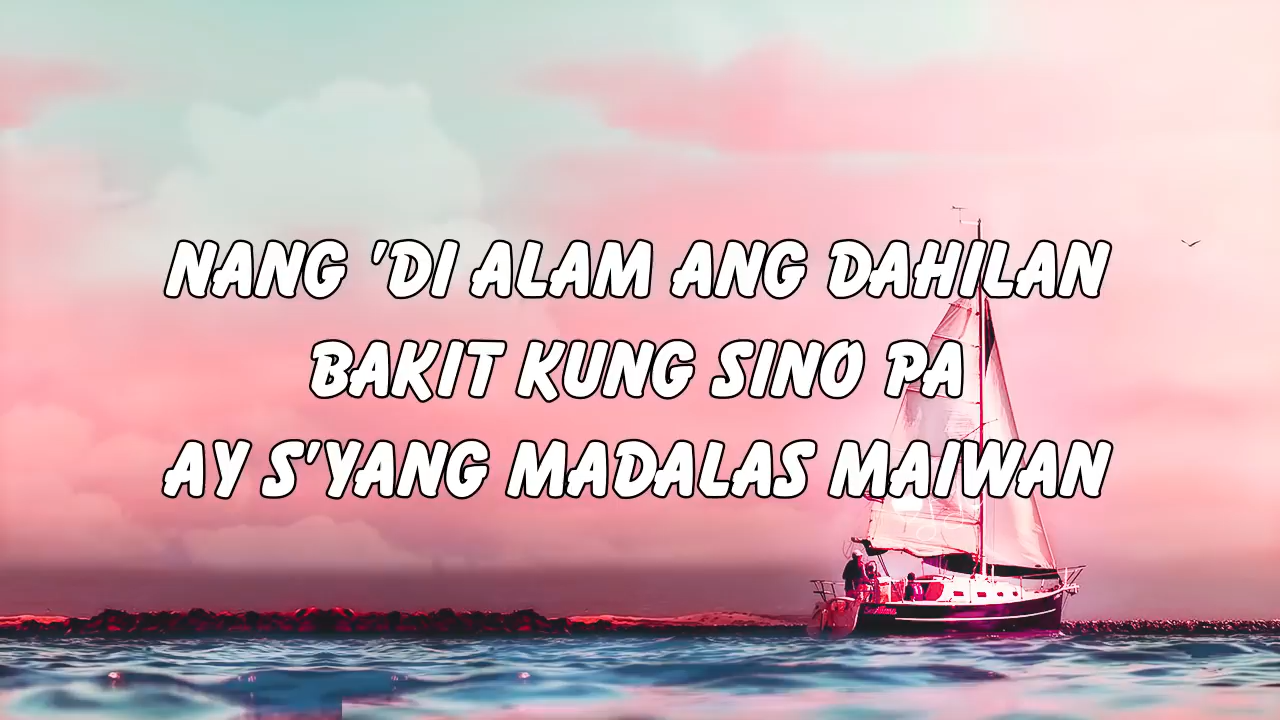 NANG 'DI ALAM ANG DAHILAN
BAKIT KUNG SINO PA
AY S'YANG MADALAS MAIWAN